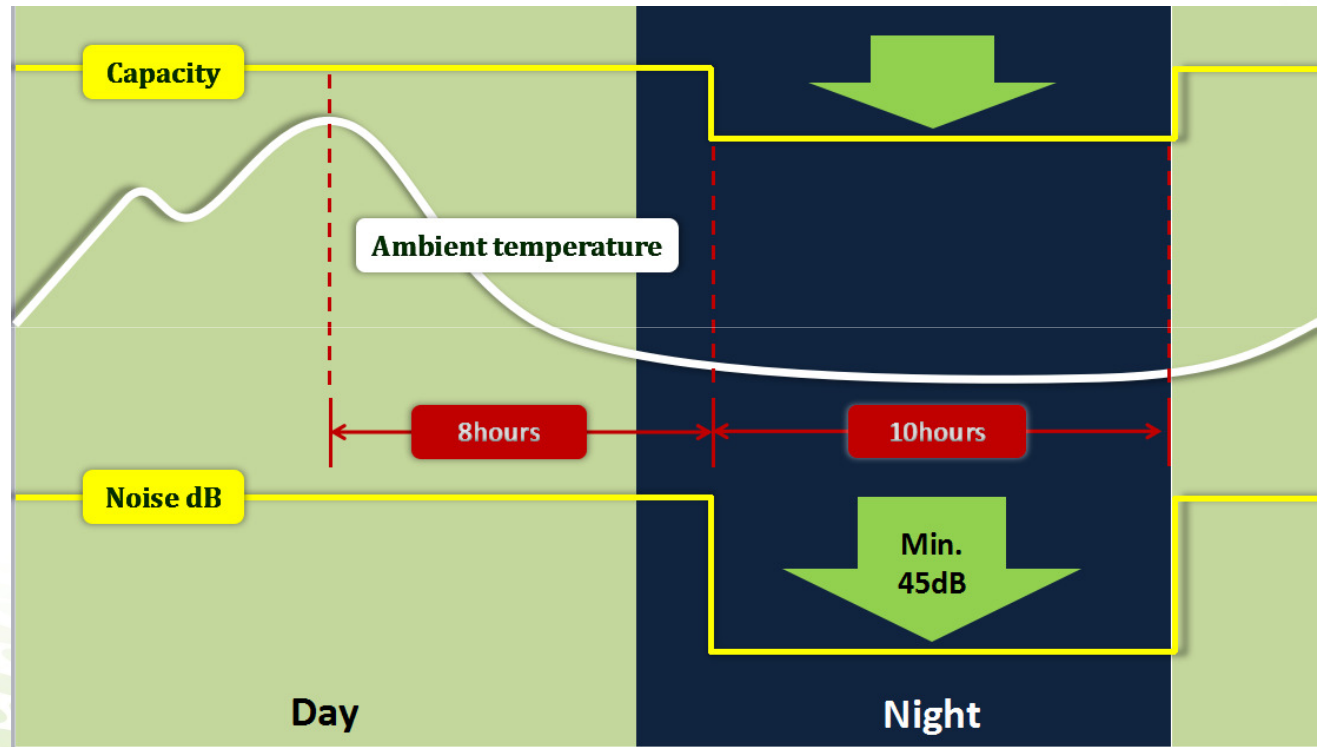 Capacity
Ambient temperature
8hours
10hours
Noise dB
Min.
45dB
Day
Night